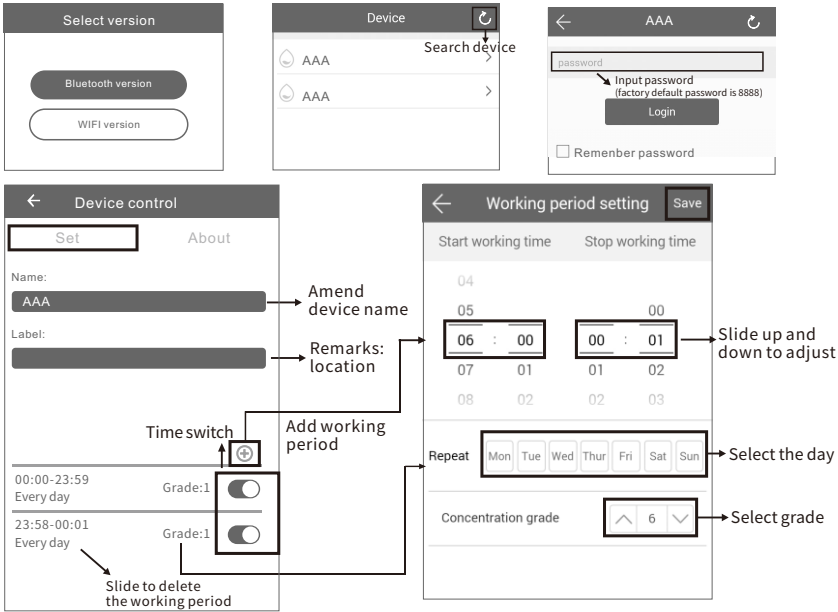 Select version
Bluetooth version
WIFI version
Device
Search device
AAA
AAA
AAA
password
Input password
(factory default password is 8888)
Login
Remenber password
Device control
Set
About
Name:
AAA
Amend
device name
Label:
Remarks:
location
Time switch
Add working
period
00:00-23:59
Every day
Grade:1
23:58-00:01
Every day
Grade:1
Slide to delete
the working period
Working period setting
Save
Start working time
Stop working time
04
05
00
06 : 00
00 : 01
07 01
01 02
08 02
02 03
Slide up and
down to adjust
Repeat
Mon Tue Wed Thur Fri Sat Sun
Select the day
Concentration grade
6
Select grade